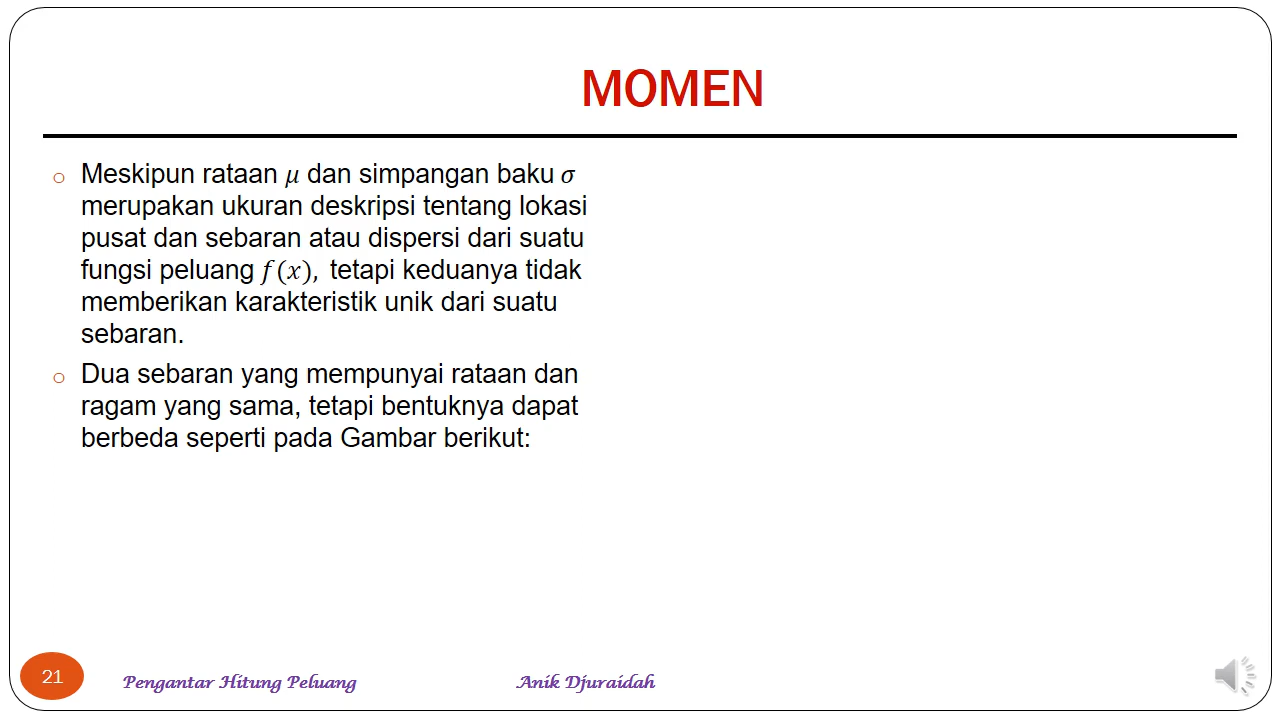 MOMEN
Meskipun rataan 𝜇 dan simpangan baku 𝜎
merupakan ukuran deskripsi tentang lokasi
pusat dan sebaran atau dispersi dari suatu
fungsi peluang 𝑓(𝑥), tetapi keduanya tidak
memberikan karakteristik unik dari suatu
sebaran.
Dua sebaran yang mempunyai rataan dan
ragam yang sama, tetapi bentuknya dapat
berbeda seperti pada Gambar berikut:
21
Pengantar Hitung Peluang
Anik Djuraidah